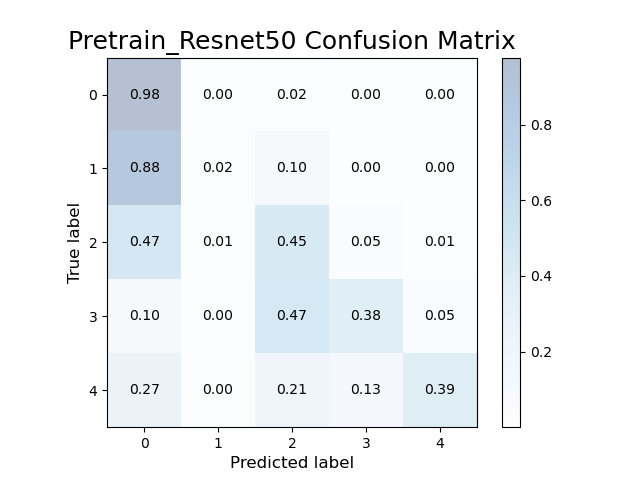 Pretrain_Resnet50 Confusion Matrix
0 0.98 0.00 0.02 0.00 0.00
1 0.88 0.02 0.10 0.00 0.00
2 0.47 0.01 0.45 0.05 0.01
3 0.10 0.00 0.47 0.38 0.05
4 0.27 0.00 0.21 0.13 0.39
0 1 2 3 4
Predicted label
True label
0.8
0.6
0.4
0.2